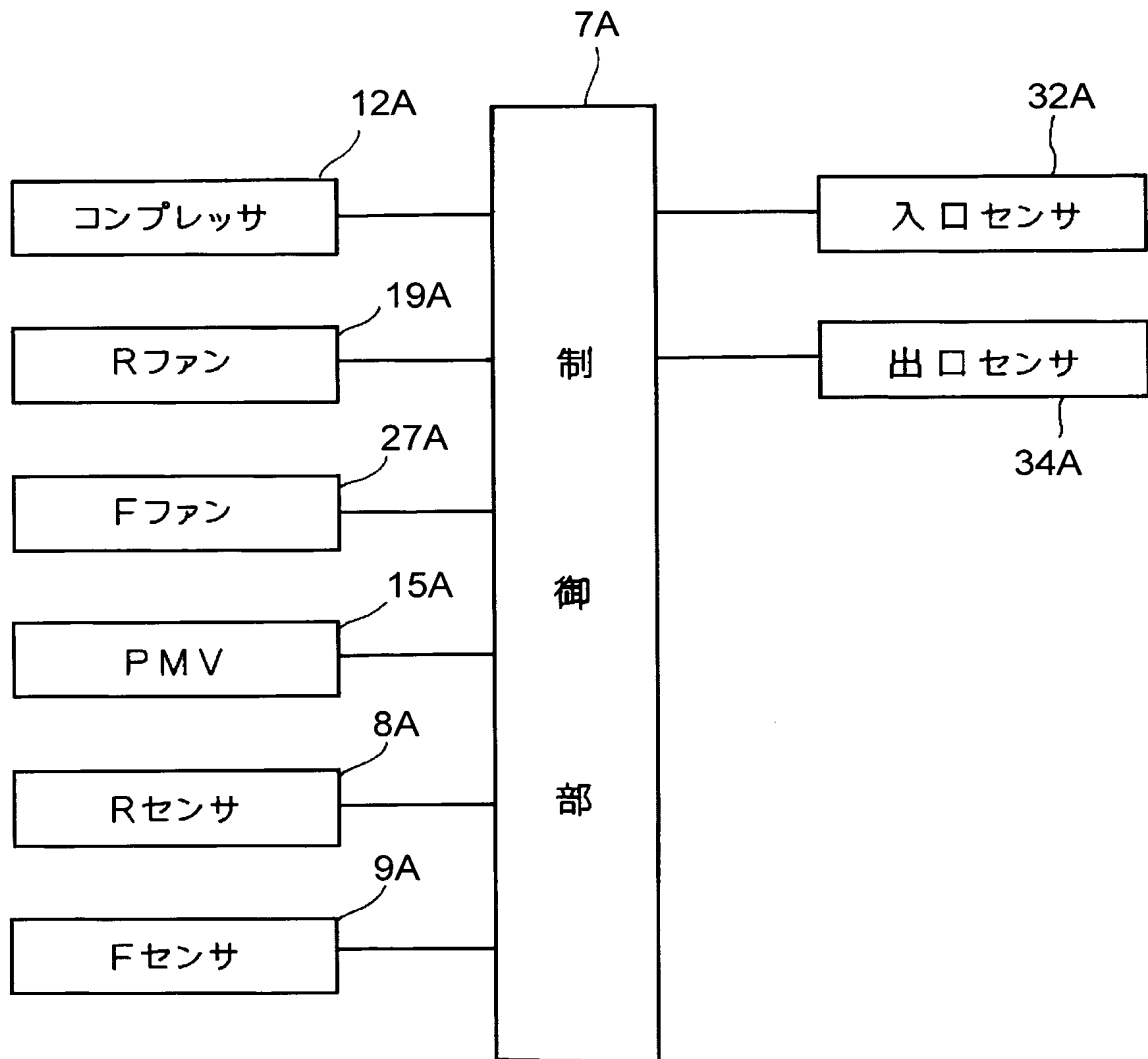 7A
12A
コンプレッサ
19A
Rファン
27A
Fファン
15A
PMV
8A
Rセンサ
9A
Fセンサ
制御部
32A
入口センサ
出口センサ
34A